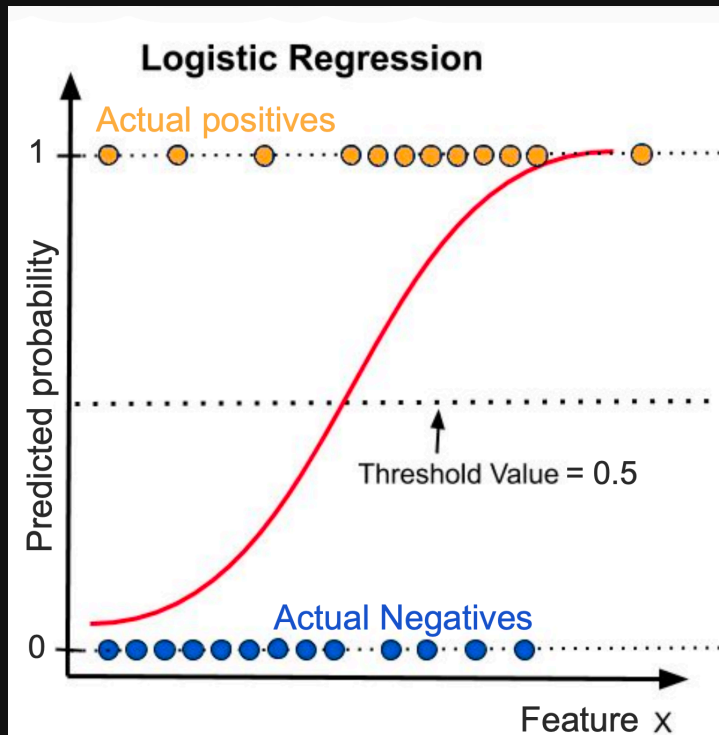 Logistic Regression
Actual positives
1
Predicted probability
Threshold Value = 0.5
Actual Negatives
0
Feature x